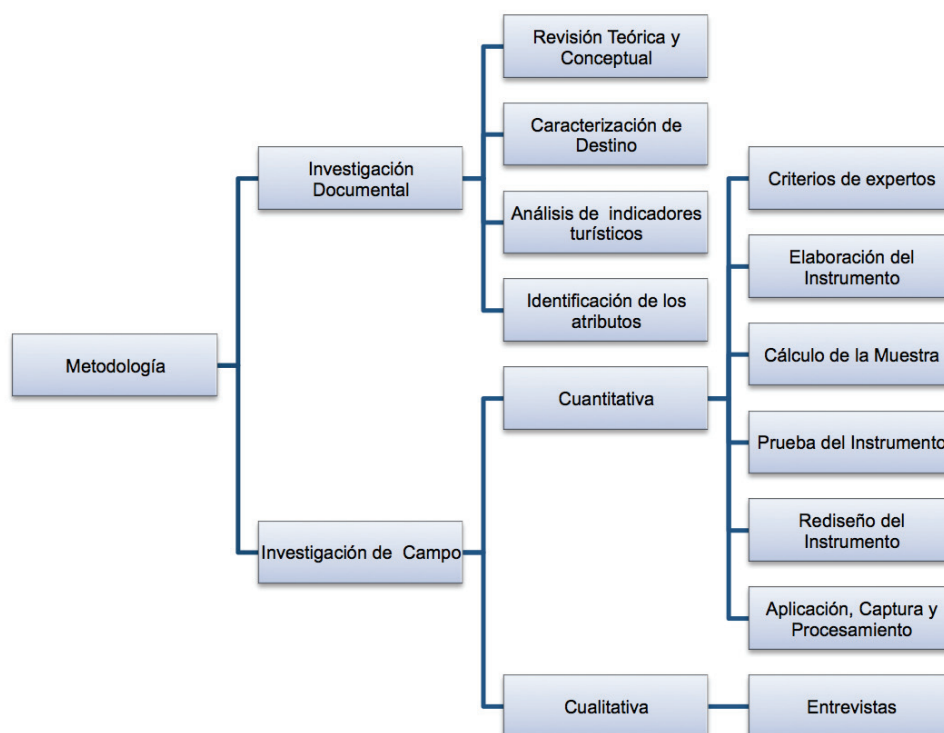 Metodología
Investigación
Documental
Revisión Teórica y
Conceptual
Caracterización de
Destino
Análisis de indicadores
turísticos
Identificación de los
atributos
Investigación de Campo
Cuantitativa
Criterios de expertos
Elaboración del
Instrumento
Cálculo de la Muestra
Prueba del Instrumento
Rediseño del
Instrumento
Aplicación, Captura y
Procesamiento
Cualitativa
Entrevistas